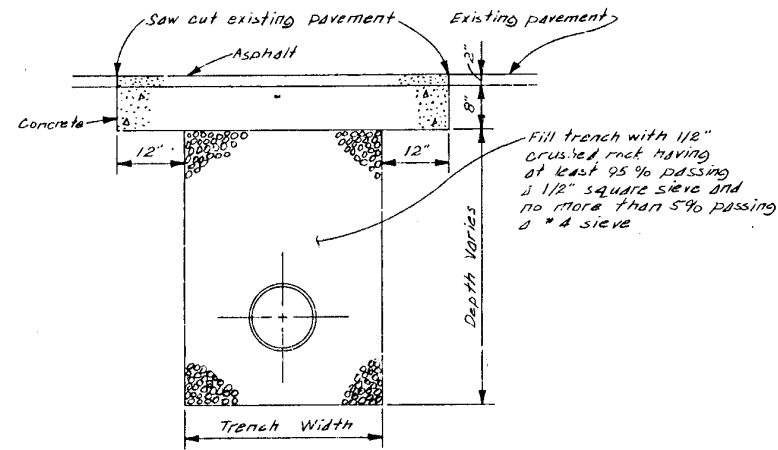 Saw cut existing pavement
Existing pavement
Asphalt
2"
8"
Concrete
12"
12"
Fill trench with 1/2"
crushed rock having
at least 95% passing
a 1/2" square sieve and
no more than 5% passing
a #4 sieve
Depth Varies
Trench Width